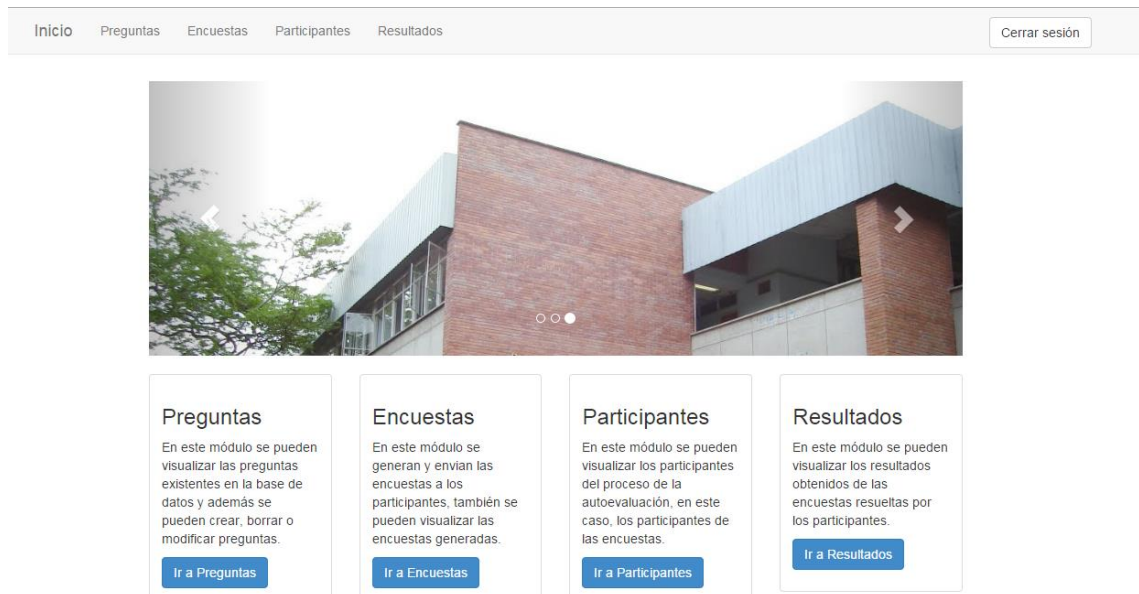 Inicio Preguntas Encuestas Participantes Resultados Cerrar sesión
Preguntas
En este módulo se pueden
visualizar las preguntas
existentes en la base de
datos y además se
pueden crear, borrar o
modificar preguntas.
Ir a Preguntas
Encuestas
En este módulo se
generan y envian las
encuestas a los
participantes, también se
pueden visualizar las
encuestas generadas.
Ir a Encuestas
Participantes
En este módulo se pueden
visualizar los participantes
del proceso de la
autoevaluación, en este
caso, los participantes de
las encuestas.
Ir a Participantes
Resultados
En este módulo se pueden
visualizar los resultados
obtenidos de las
encuestas resueltas por
los participantes.
Ir a Resultados